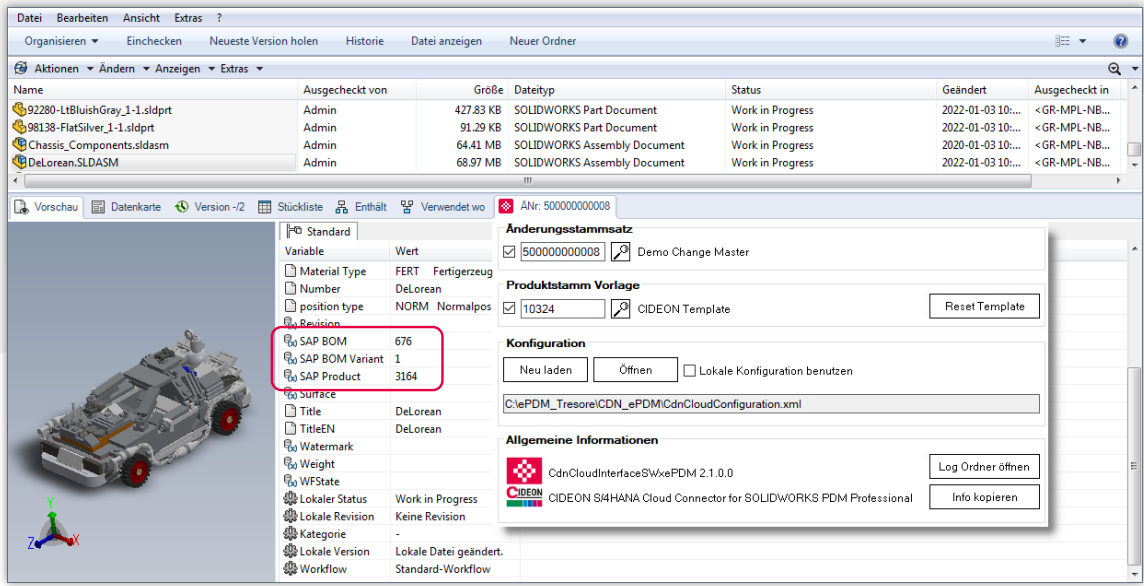 Datei Bearbeiten Ansicht Extras ?
Organisieren Einchecken Neueste Version holen Historie Datei anzeigen Neuer Ordner
Aktionen Ändern Anzeigen Extras
Name Ausgecheckt von Größe Dateityp Status Geändert Ausgecheckt in
92280-LtBluishGray_1-1.sldprt Admin 427.83 KB SOLIDWORKS Part Document Work in Progress 2022-01-03 10:... <GR-MPL-NB...
98138-FlatSilver_1-1.sldprt Admin 91.29 KB SOLIDWORKS Part Document Work in Progress 2022-01-03 10:... <GR-MPL-NB...
Chassis_Components.sldasm Admin 64.41 MB SOLIDWORKS Assembly Document Work in Progress 2020-01-03 10:... <GR-MPL-NB...
DeLorean.SLDASM Admin 68.97 MB SOLIDWORKS Assembly Document Work in Progress 2022-01-03 10:... <GR-MPL-NB...
Vorschau Datenkarte Version -/2 Stückliste Enthält Verwendet wo ÄNr: 500000000008
Standard
Variable Wert
Material Type FERT Fertigerzeug
Number DeLorean
position type NORM Normalpos
Revision
SAP BOM 676
SAP BOM Variant 1
SAP Product 3164
Surface
Title DeLorean
TitleEN DeLorean
Watermark
Weight
WFState
Lokaler Status Work in Progress
Lokale Revision Keine Revision
Kategorie -
Lokale Version Lokale Datei geändert.
Workflow Standard-Workflow
Änderungsstammsatz
500000000008 Demo Change Master
Produktstamm Vorlage
10324 CIDEON Template Reset Template
Konfiguration
Neu laden Öffnen Lokale Konfiguration benutzen
C:\ePDM_Tresore\CDN_ePDM\CdnCloudConfiguration.xml
Allgemeine Informationen
CdnCloudInterfaceSWxePDM 2.1.0.0 Log Ordner öffnen
CIDEON CIDEON S/4HANA Cloud Connector for SOLIDWORKS PDM Professional Info kopieren
Y
Z X